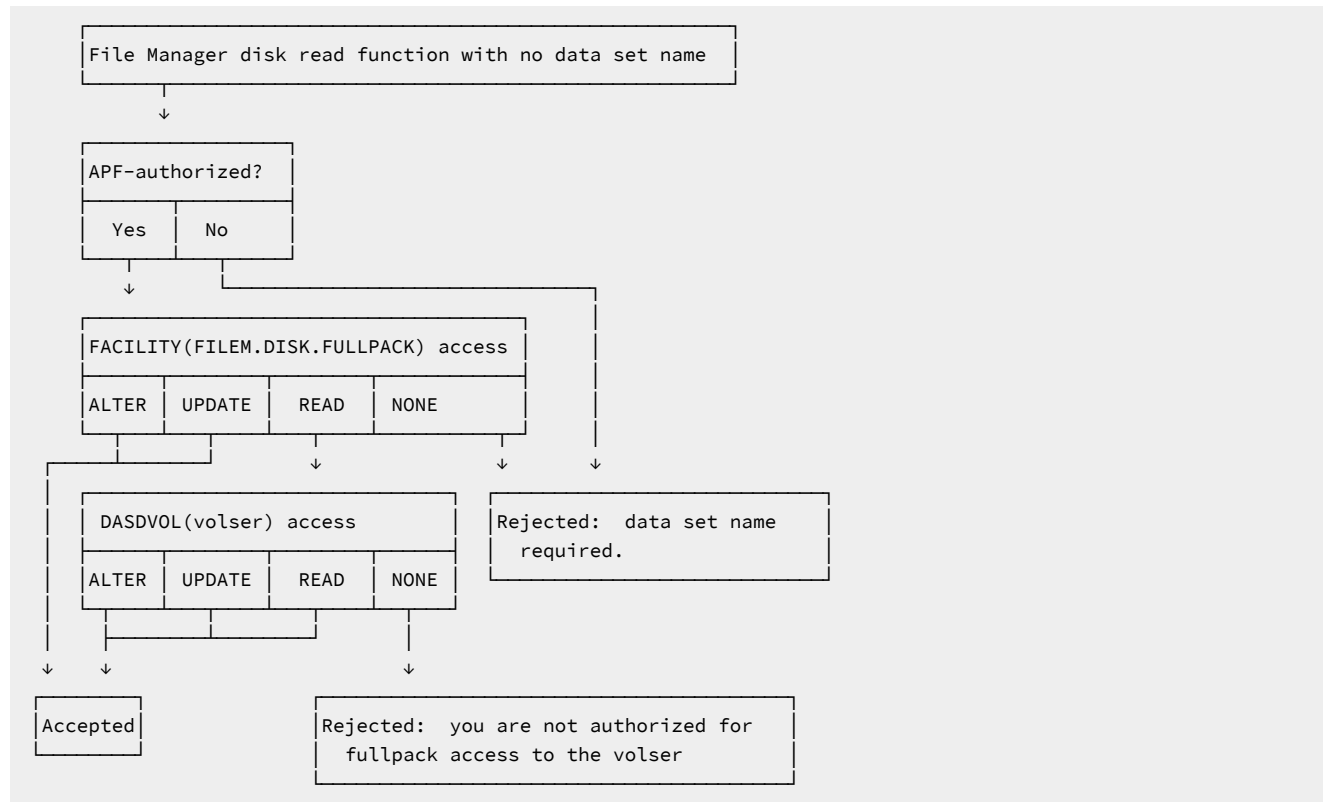 File Manager disk read function with no data set name
APF-authorized?
Yes No
FACILITY(FILEM.DISK.FULLPACK) access
ALTER UPDATE READ NONE
DASDVOL(volser) access
ALTER UPDATE READ NONE
Rejected: data set name
required.
Accepted
Rejected: you are not authorized for
fullpack access to the volser